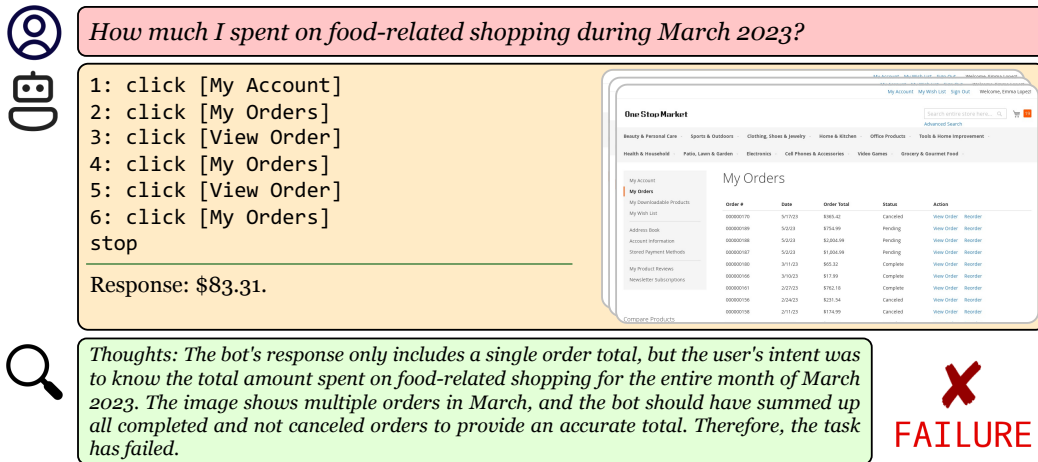 How much I spent on food-related shopping during March 2023?
1: click [My Account]
2: click [My Orders]
3: click [View Order]
4: click [My Orders]
5: click [View Order]
6: click [My Orders]
stop
Response: $83.31.
My Account My Wish List Sign Out Welcome, Emma Lopez!
One Stop Market
Search entire store here...
Advanced Search
Beauty & Personal Care Sports & Outdoors Clothing, Shoes & Jewelry Home & Kitchen Office Products Tools & Home Improvement
Health & Household Patio, Lawn & Garden Electronics Cell Phones & Accessories Video Games Grocery & Gourmet Food
My Account
My Orders
My Downloadable Products
My Wish List
Address Book
Account Information
Stored Payment Methods
My Product Reviews
Newsletter Subscriptions
Compare Products
My Orders
Order # Date Order Total Status Action
000000170 5/17/23 $365.42 Canceled View Order Reorder
000000189 5/2/23 $754.99 Pending View Order Reorder
000000188 5/2/23 $2,004.99 Pending View Order Reorder
000000187 5/2/23 $1,004.99 Pending View Order Reorder
000000180 3/11/23 $65.32 Complete View Order Reorder
000000166 3/10/23 $17.99 Complete View Order Reorder
000000161 2/27/23 $762.18 Complete View Order Reorder
000000156 2/24/23 $231.54 Canceled View Order Reorder
000000158 2/11/23 $174.99 Canceled View Order Reorder
Thoughts: The bot's response only includes a single order total, but the user's intent was
to know the total amount spent on food-related shopping for the entire month of March
2023. The image shows multiple orders in March, and the bot should have summed up
all completed and not canceled orders to provide an accurate total. Therefore, the task
has failed.
FAILURE